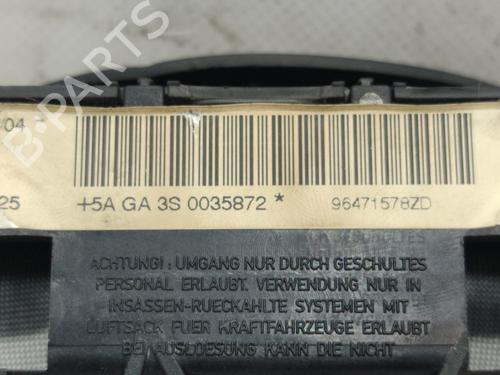 04
25 +5A GA 3S 0035872 * 96471578ZD
ACHTUNG!: UMGANG NUR DURCH GESCHULTES
PERSONAL ERLAUBT. VERWENDUNG NUR IN
INSASSEN-RUECKAHLTE SYSTEMEN MIT
LUFTSACK FUER KRAFTFAHRZEUGE ERLAUBT
BEI AUSLOESUNG KANN DIE NICHT
B-PARTS